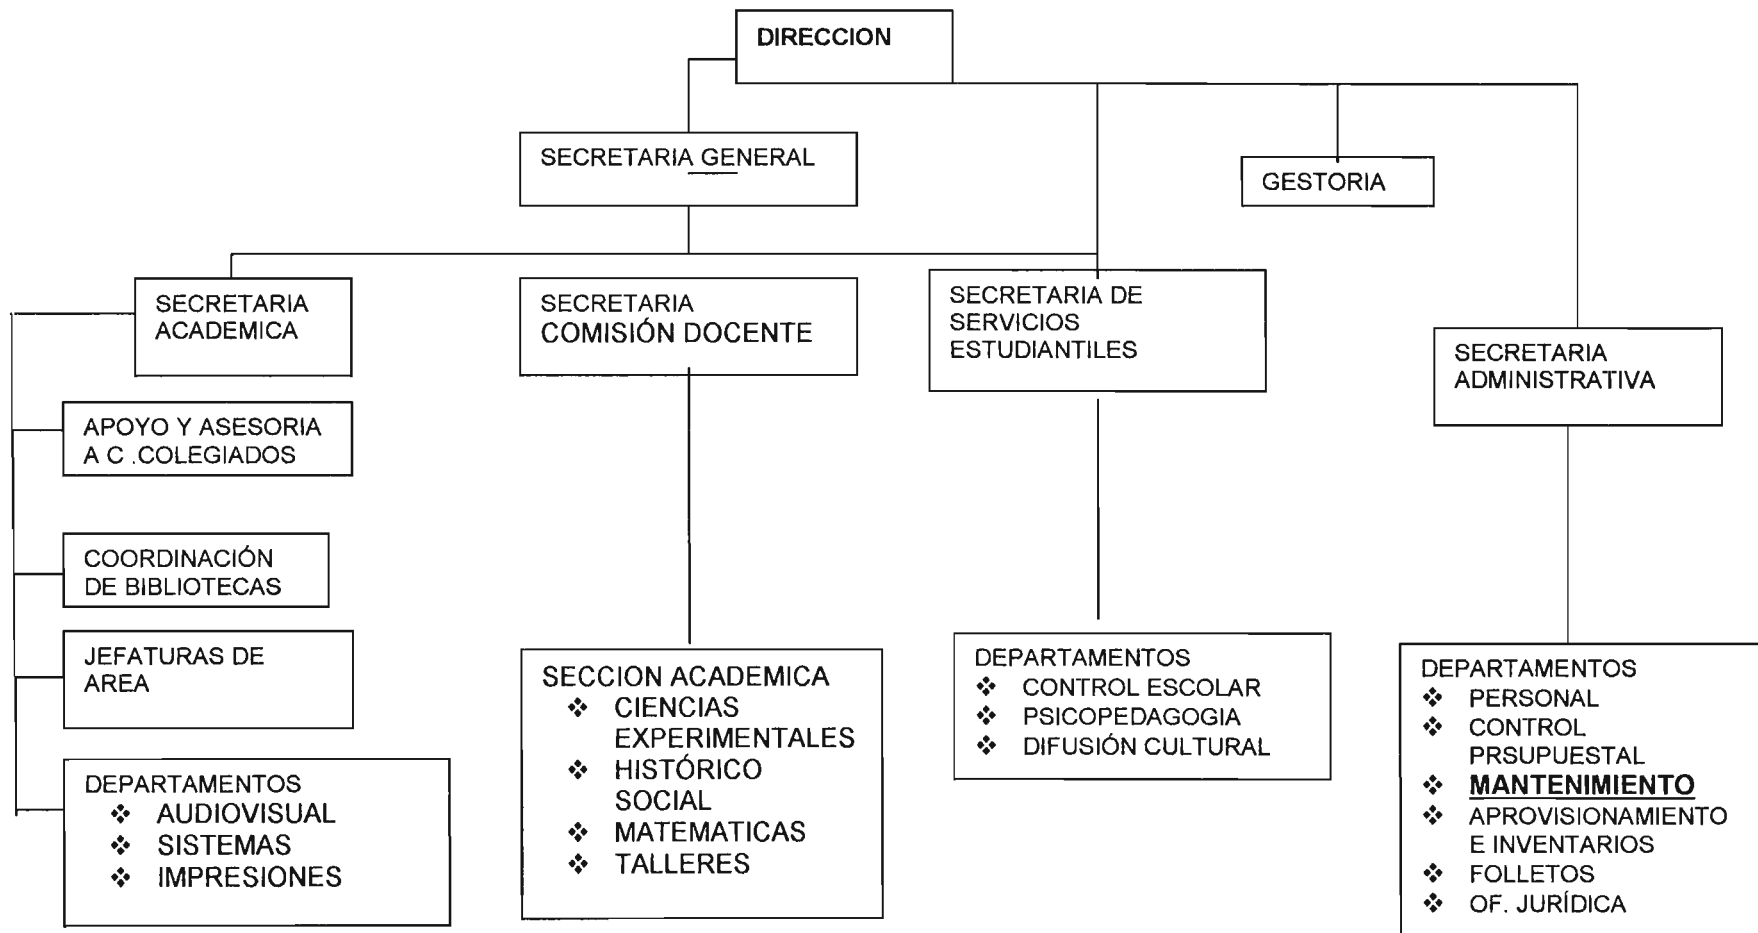 DIRECCION
SECRETARIA GENERAL
GESTORIA
SECRETARIA
ACADEMICA
SECRETARIA
COMISIÓN DOCENTE
SECRETARIA DE
SERVICIOS
ESTUDIANTILES
SECRETARIA
ADMINISTRATIVA
APOYO Y ASESORIA
A C .COLEGIADOS
COORDINACIÓN
DE BIBLIOTECAS
JEFATURAS DE
AREA
DEPARTAMENTOS
❖ AUDIOVISUAL
❖ SISTEMAS
❖ IMPRESIONES
SECCION ACADEMICA
❖ CIENCIAS
EXPERIMENTALES
❖ HISTÓRICO
SOCIAL
❖ MATEMATICAS
❖ TALLERES
DEPARTAMENTOS
❖ CONTROL ESCOLAR
❖ PSICOPEDAGOGIA
❖ DIFUSIÓN CULTURAL
DEPARTAMENTOS
❖ PERSONAL
❖ CONTROL
PRSUPUESTAL
❖ MANTENIMIENTO
❖ APROVISIONAMIENTO
E INVENTARIOS
❖ FOLLETOS
❖ OF. JURÍDICA